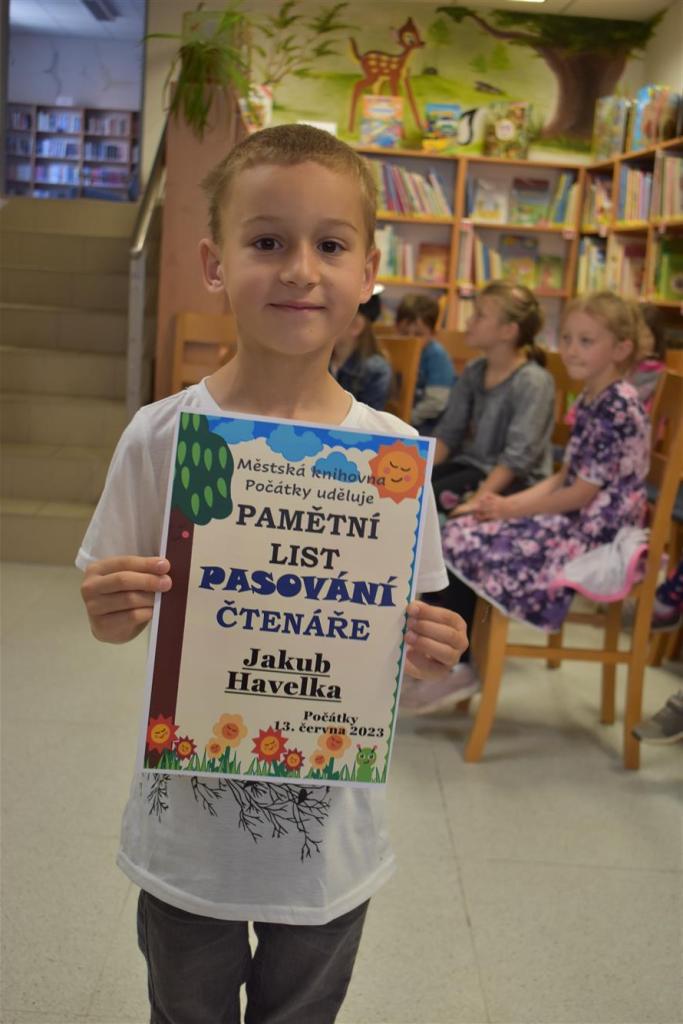 Městská knihovna
Počátky uděluje
PAMĚTNÍ
LIST
PASOVÁNÍ
ČTENÁŘE
Jakub
Havelka
Počátky
13. června 2023